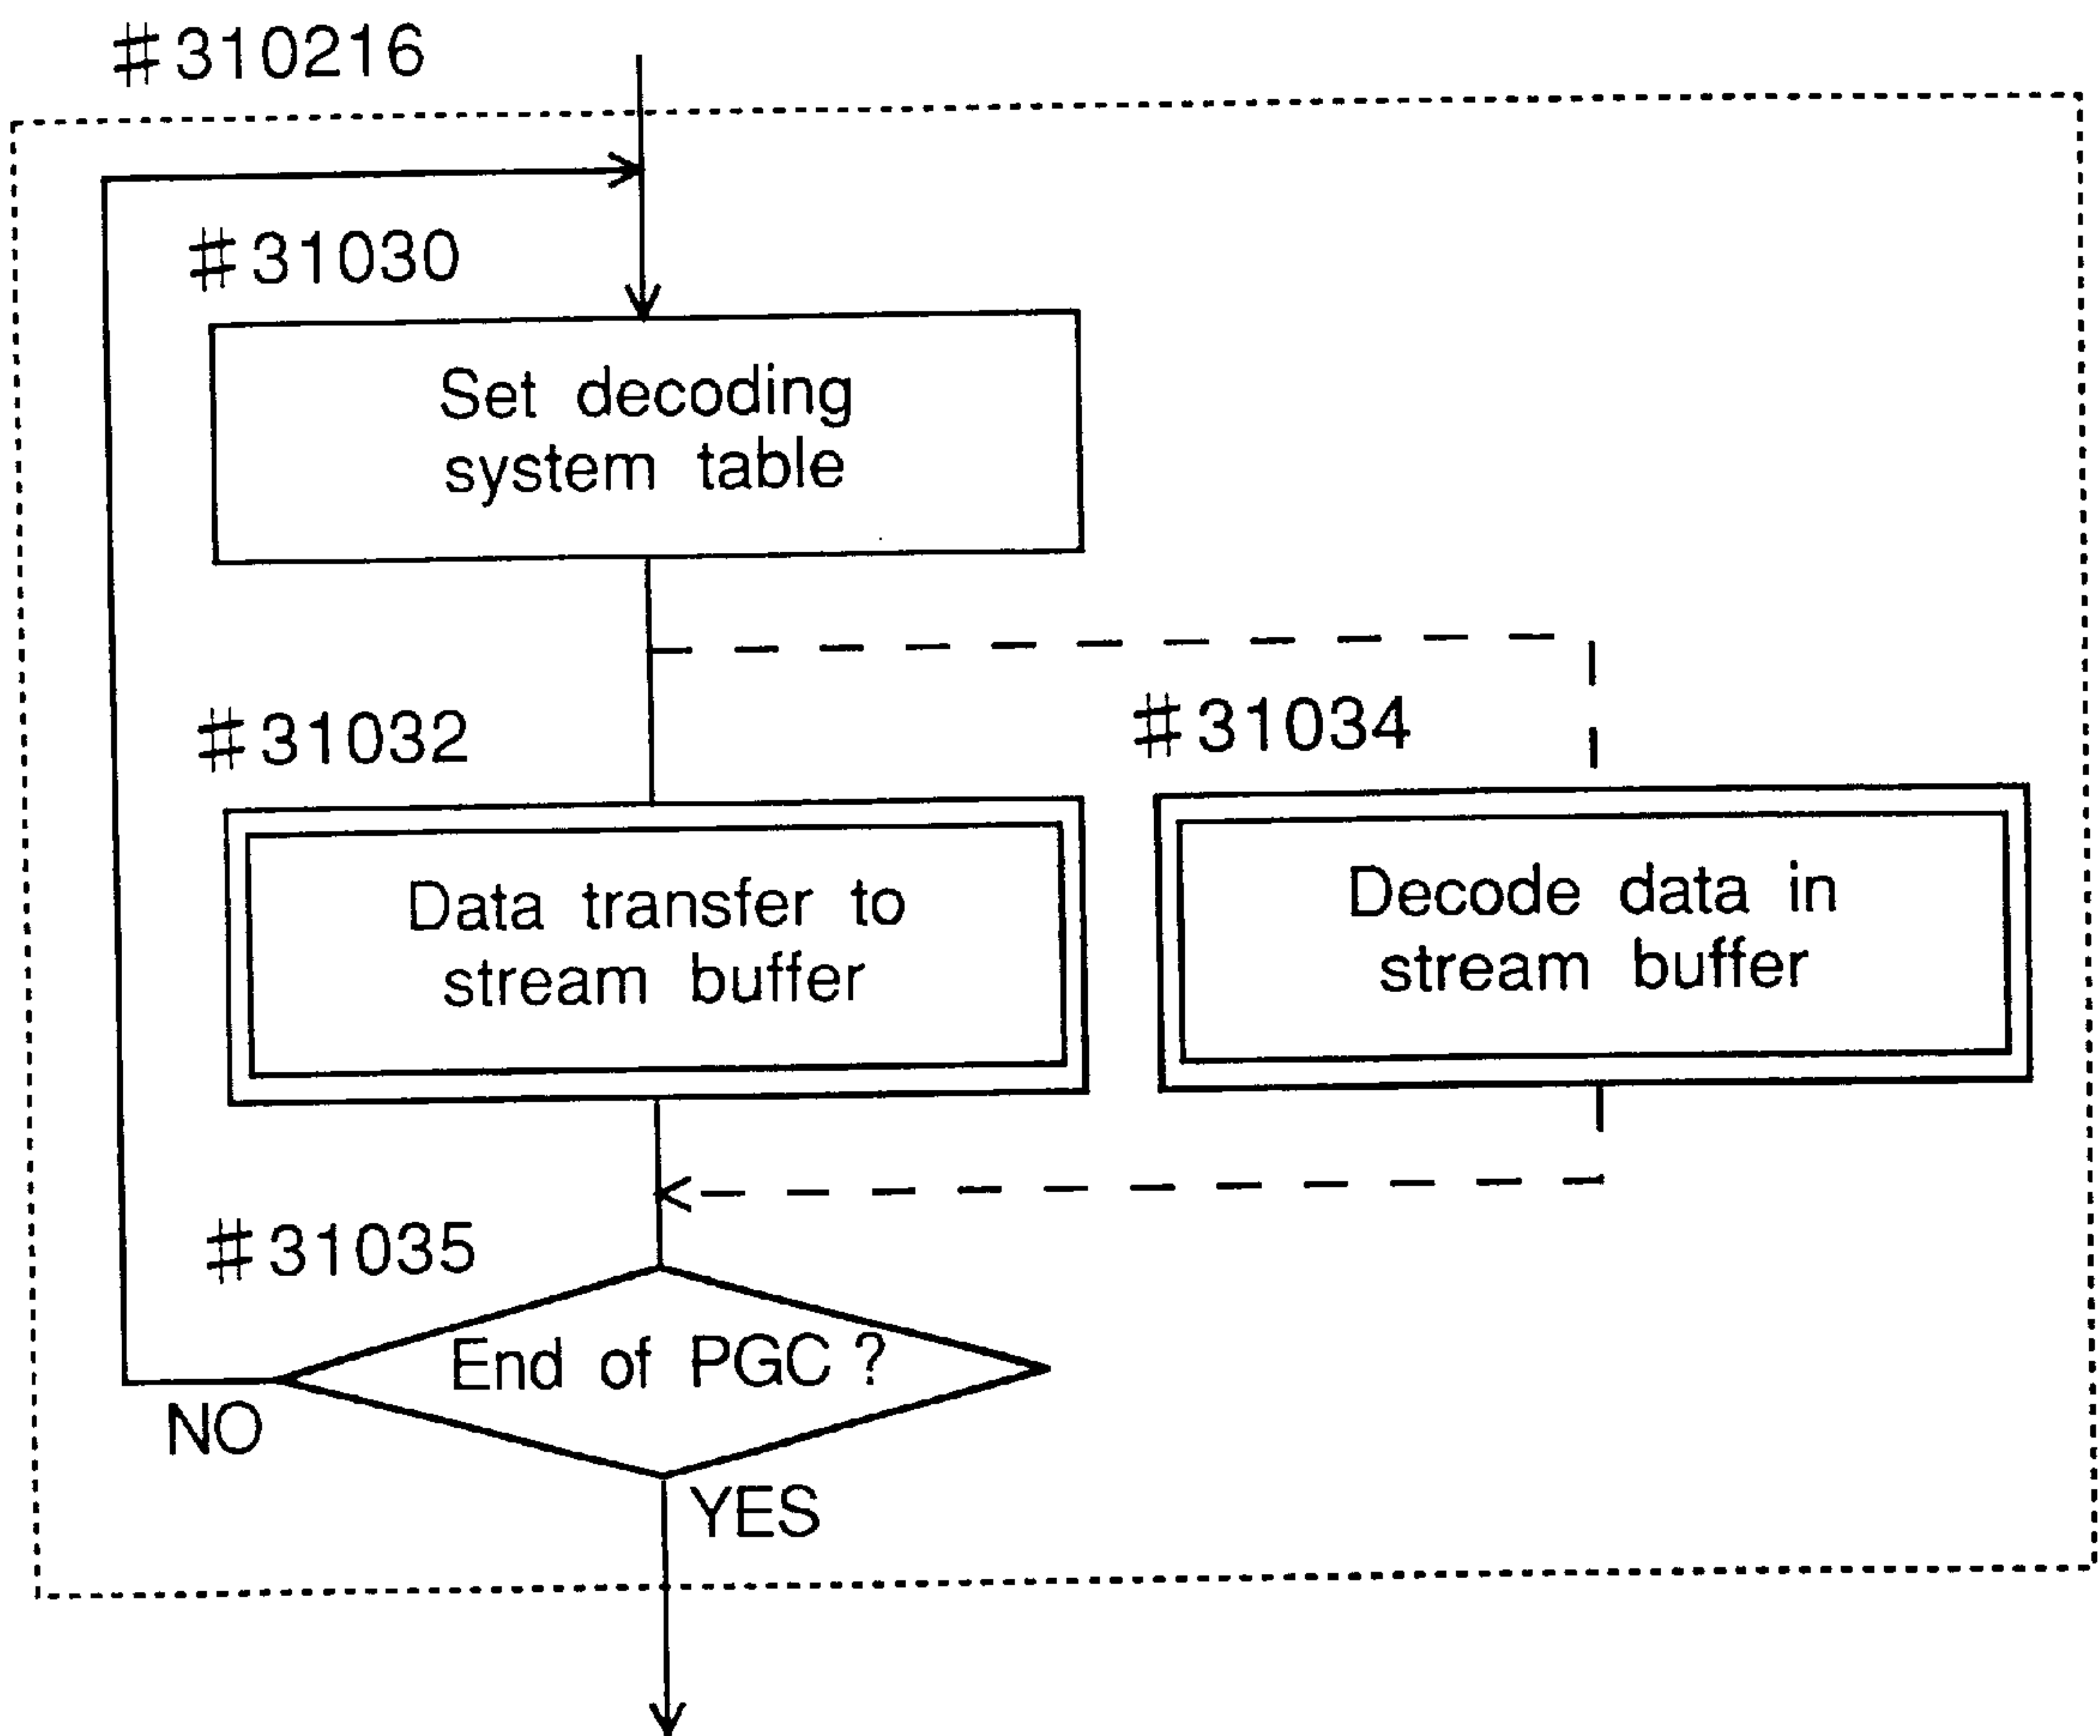 #310216
#31030
Set decoding
system table
#31032
#31034
Data transfer to
stream buffer
Decode data in
stream buffer
#31035
End of PGC ?
NO
YES